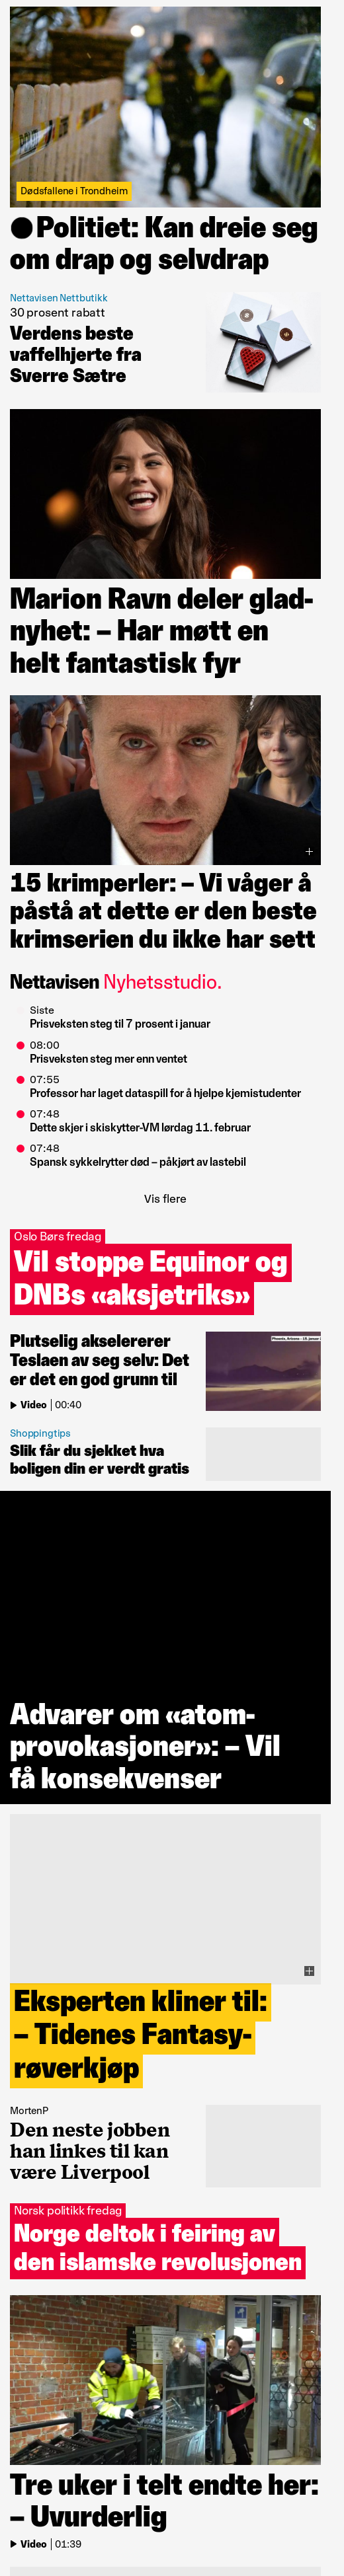 Dødsfallene i Trondheim
Politiet: Kan dreie seg
om drap og selvdrap
Nettavisen Nettbutikk
30 prosent rabatt
Verdens beste
vaffelhjerte fra
Sverre Sætre
Marion Ravn deler glad-
nyhet: – Har møtt en
helt fantastisk fyr
15 krimperler: – Vi våger å
påstå at dette er den beste
krimserien du ikke har sett
Nettavisen Nyhetsstudio.
Siste
Prisveksten steg til 7 prosent i januar
08:00
Prisveksten steg mer enn ventet
07:55
Professor har laget dataspill for å hjelpe kjemistudenter
07:48
Dette skjer i skiskytter-VM lørdag 11. februar
07:48
Spansk sykkelrytter død – påkjørt av lastebil
Vis flere
Oslo Børs fredag
Vil stoppe Equinor og
DNBs «aksjetriks»
Plutselig akselererer
Teslaen av seg selv: Det
er det en god grunn til
Video | 00:40
Shoppingtips
Slik får du sjekket hva
boligen din er verdt gratis
Advarer om «atom-
provokasjoner»: – Vil
få konsekvenser
Eksperten kliner til:
– Tidenes Fantasy-
røverkjøp
MortenP
Den neste jobben
han linkes til kan
være Liverpool
Norsk politikk fredag
Norge deltok i feiring av
den islamske revolusjonen
Tre uker i telt endte her:
– Uvurderlig
Video | 01:39